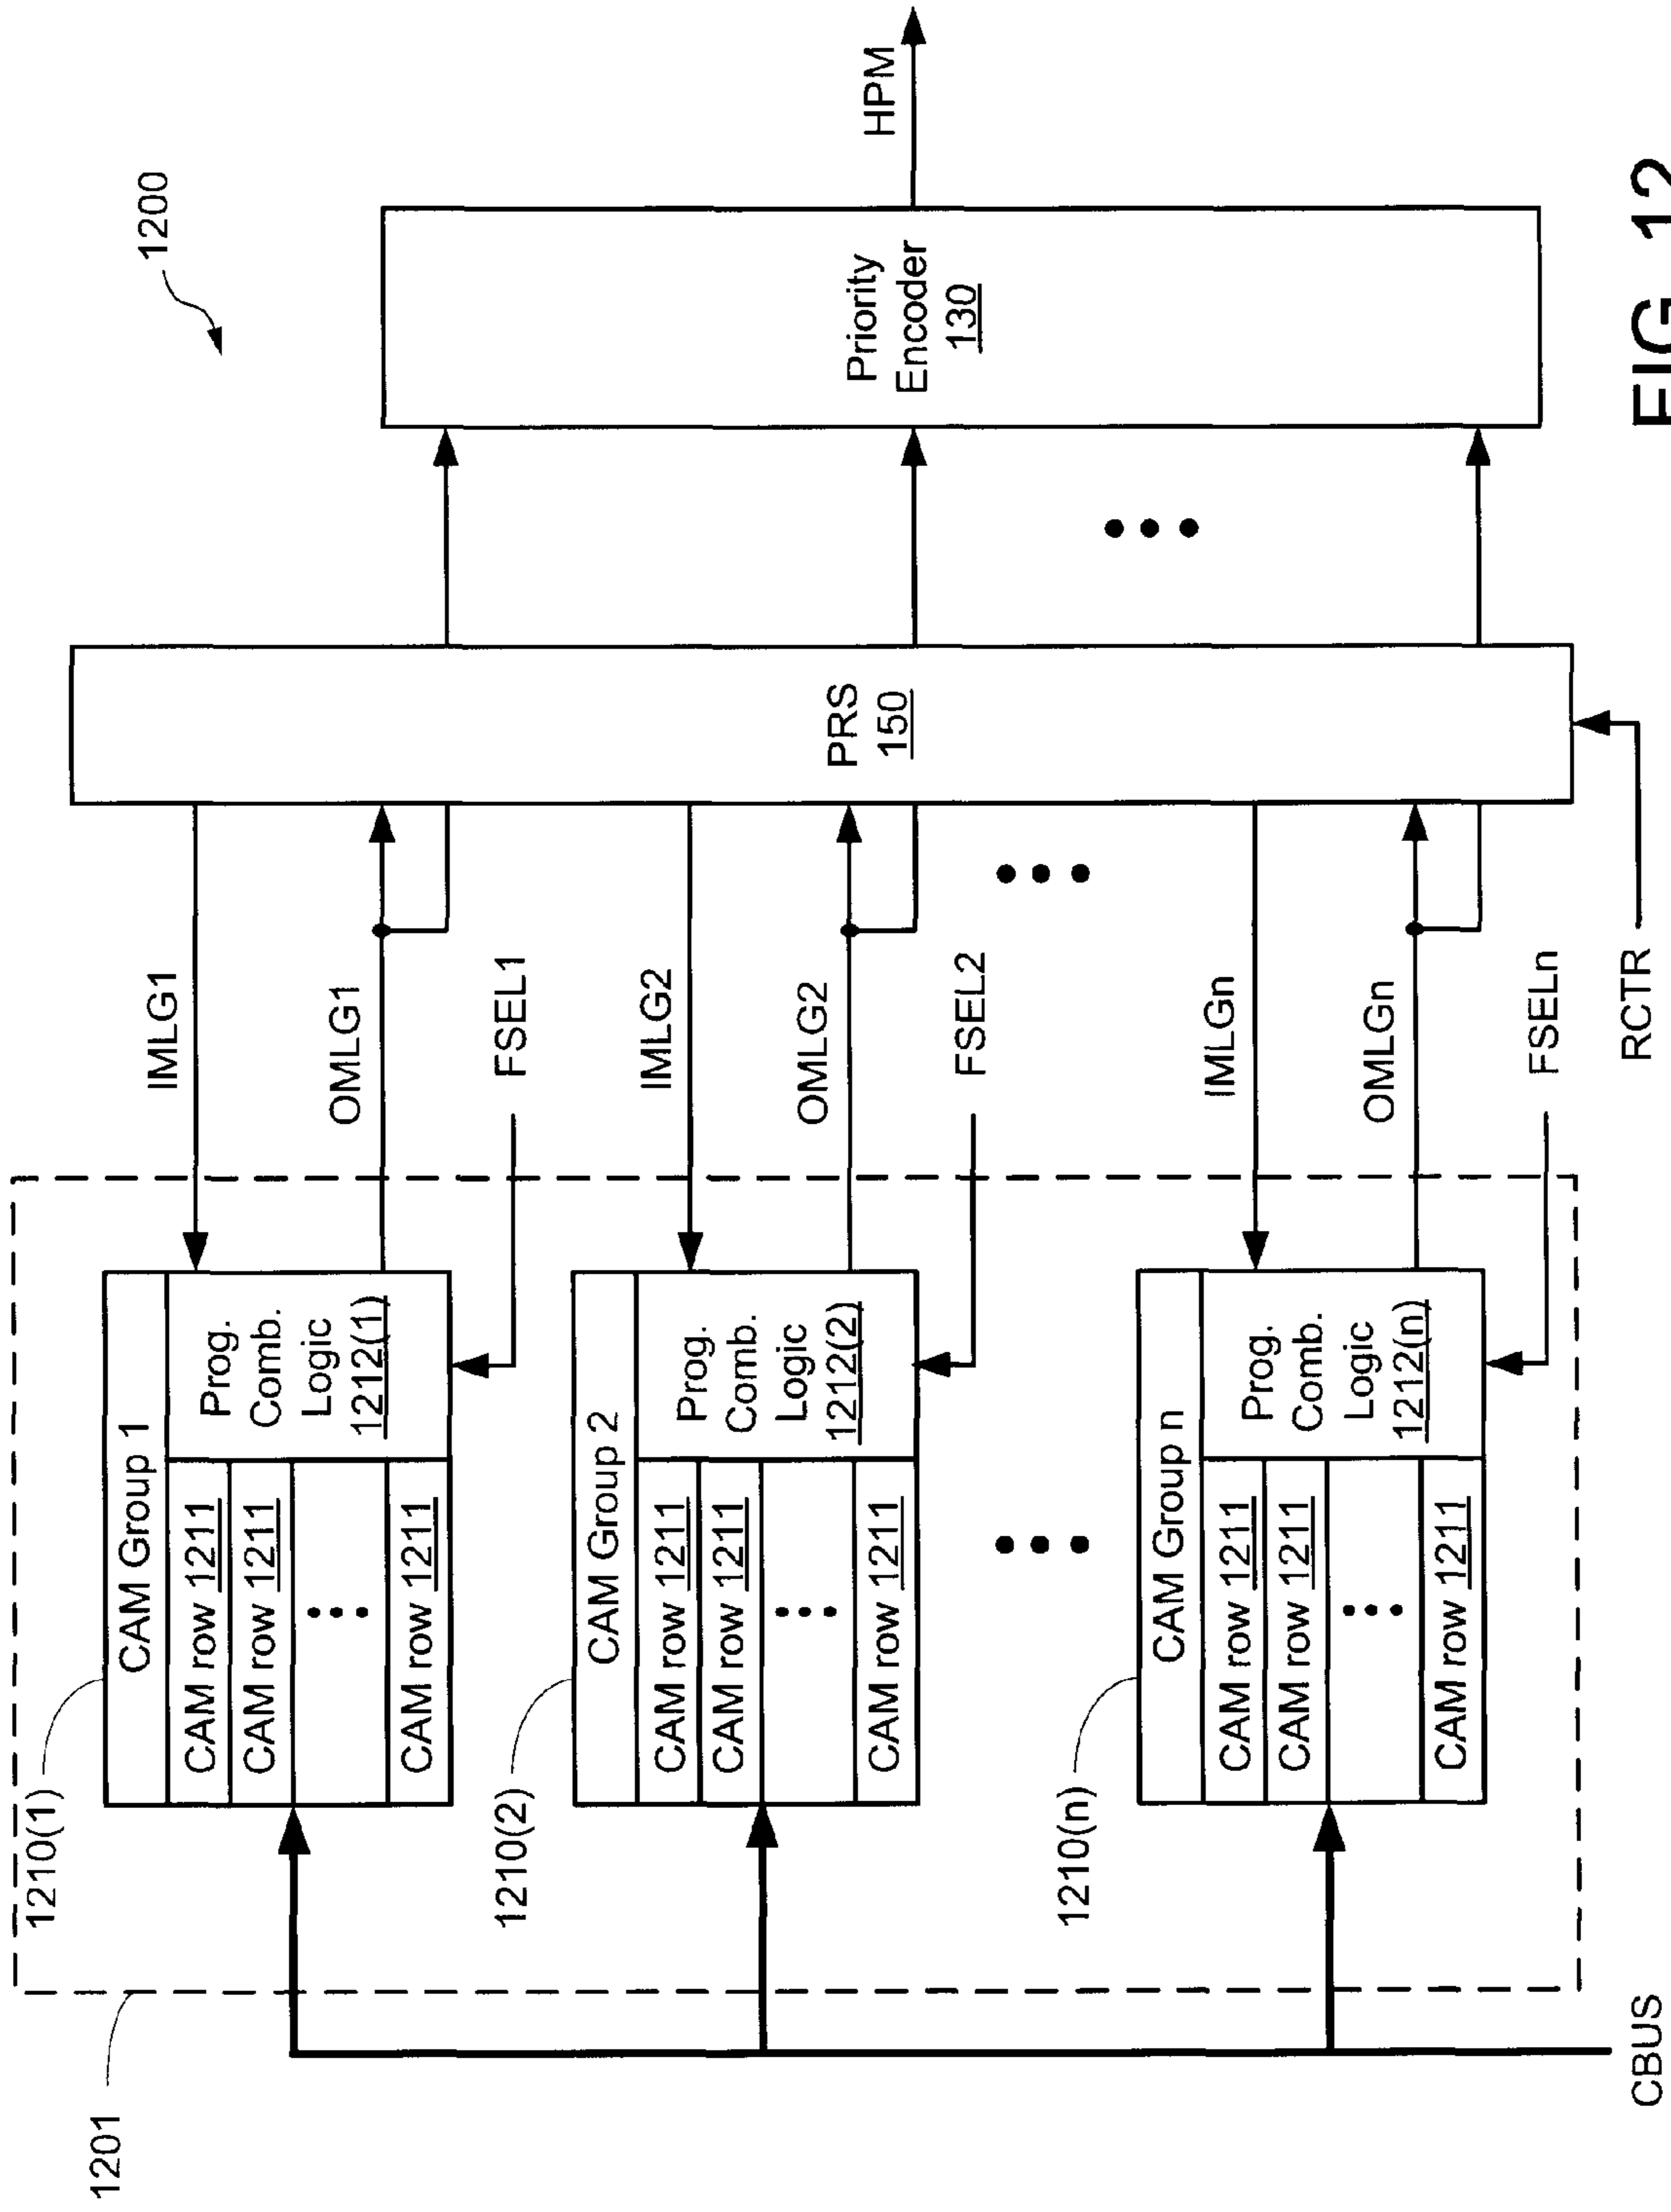 1200
1201
1210(1)
CAM Group 1
CAM row 1211
CAM row 1211
CAM row 1211
Prog.
Comb.
Logic
1212(1)
IMLG1
OMLG1
FSEL1
1210(2)
CAM Group 2
CAM row 1211
CAM row 1211
CAM row 1211
Prog.
Comb.
Logic
1212(2)
IMLG2
OMLG2
FSEL2
1210(n)
CAM Group n
CAM row 1211
CAM row 1211
CAM row 1211
Prog.
Comb.
Logic
1212(n)
IMLGn
OMLGn
FSELn
RCTR
CBUS
PRS
150
Priority
Encoder
130
HPM
FIG. 12